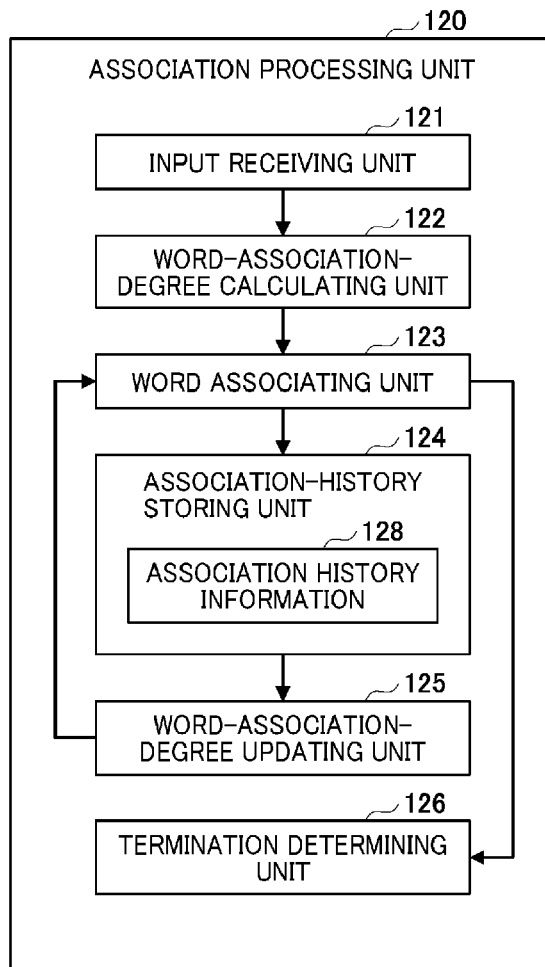 120
ASSOCIATION PROCESSING UNIT
121
INPUT RECEIVING UNIT
122
WORD-ASSOCIATION-
DEGREE CALCULATING UNIT
123
WORD ASSOCIATING UNIT
124
ASSOCIATION-HISTORY
STORING UNIT
128
ASSOCIATION HISTORY
INFORMATION
125
WORD-ASSOCIATION-
DEGREE UPDATING UNIT
126
TERMINATION DETERMINING
UNIT